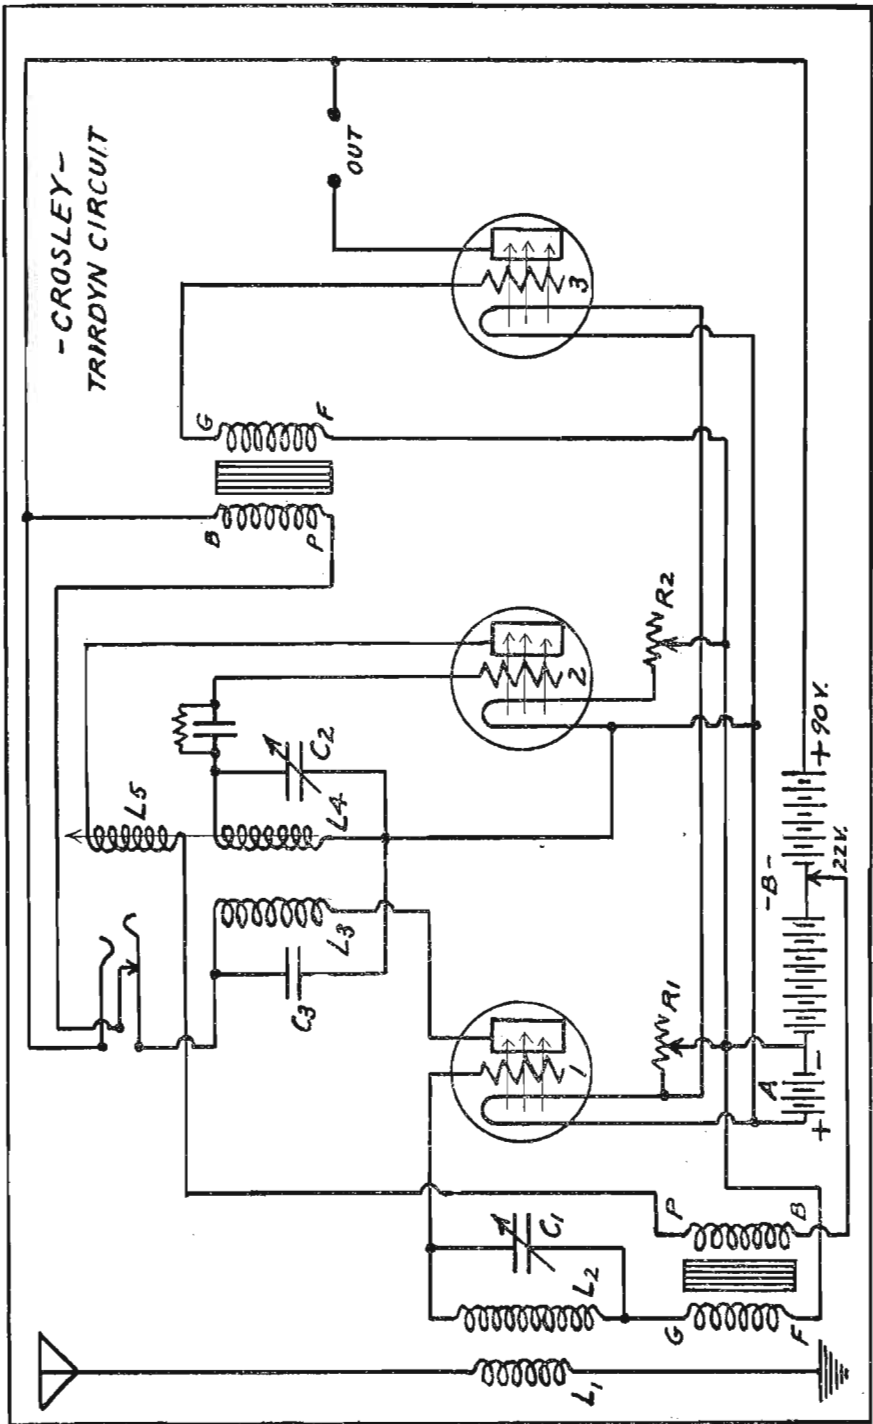 -CROSLEY-
TRIRDYN CIRCUIT
L5
G
B
F
P
C3
L3
L4
C2
OUT
C1
L2
L1
1
2
3
P
G
B
F
R1
R2
A
+
-
-B-
22V.
+90V.